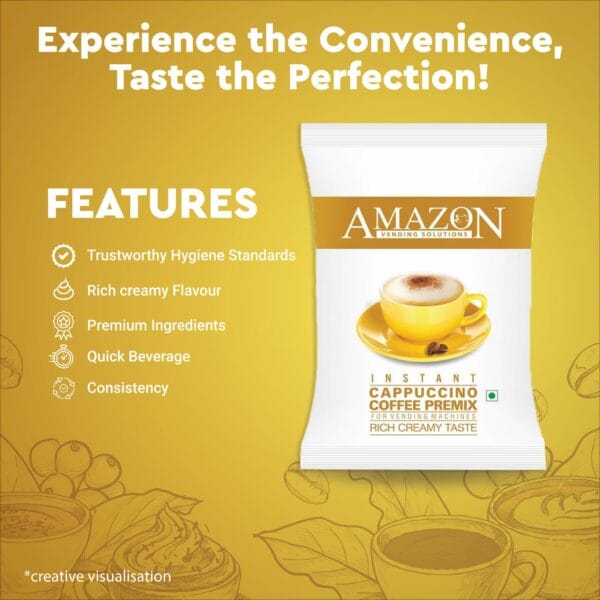 Experience the Convenience,
Taste the Perfection!
FEATURES
Trustworthy Hygiene Standards
Rich creamy Flavour
Premium Ingredients
Quick Beverage
Consistency
AMAZON
VENDING SOLUTIONS
INSTANT
CAPPUCCINO
COFFEE PREMIX
FOR VENDING MACHINES
RICH CREAMY TASTE
*creative visualisation